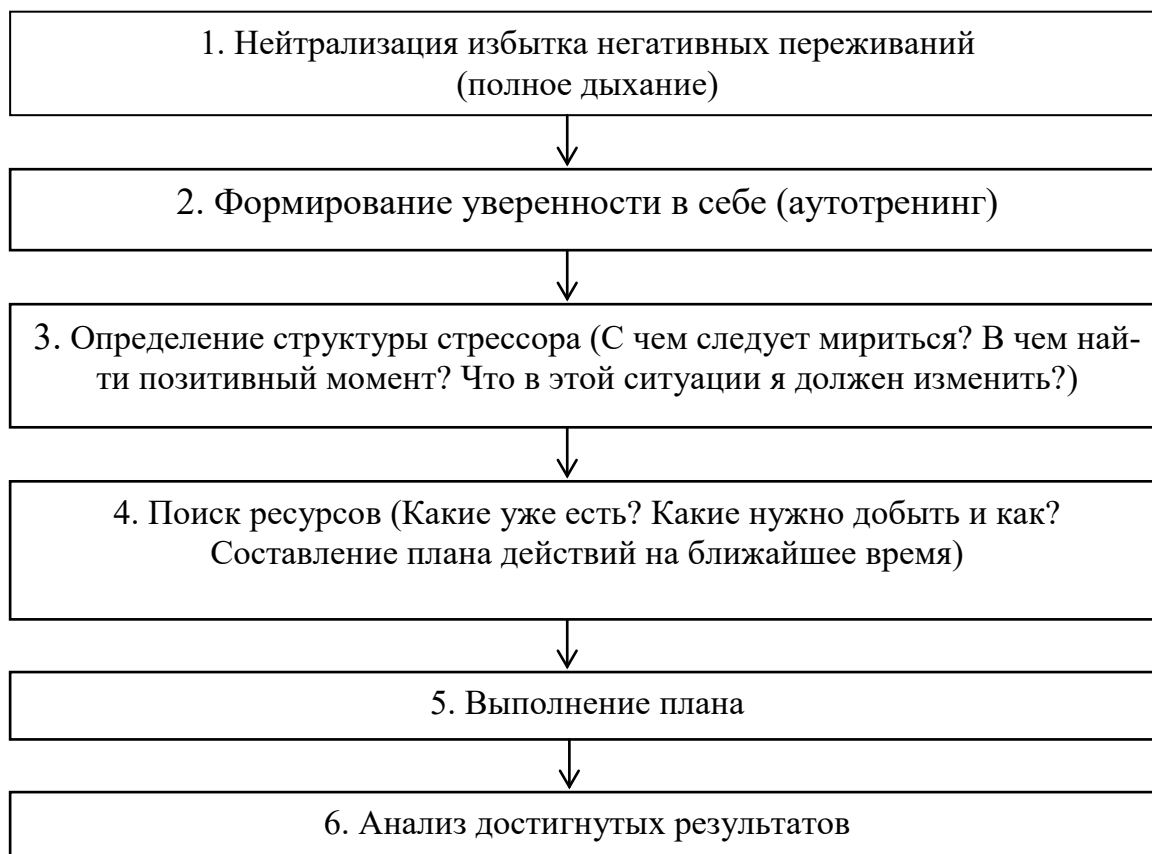 1. Нейтрализация избытка негативных переживаний
(полное дыхание)
2. Формирование уверенности в себе (аутотренинг)
3. Определение структуры стрессора (С чем следует мириться? В чем най-
ти позитивный момент? Что в этой ситуации я должен изменить?)
4. Поиск ресурсов (Какие уже есть? Какие нужно добыть и как?
Составление плана действий на ближайшее время)
5. Выполнение плана
6. Анализ достигнутых результатов